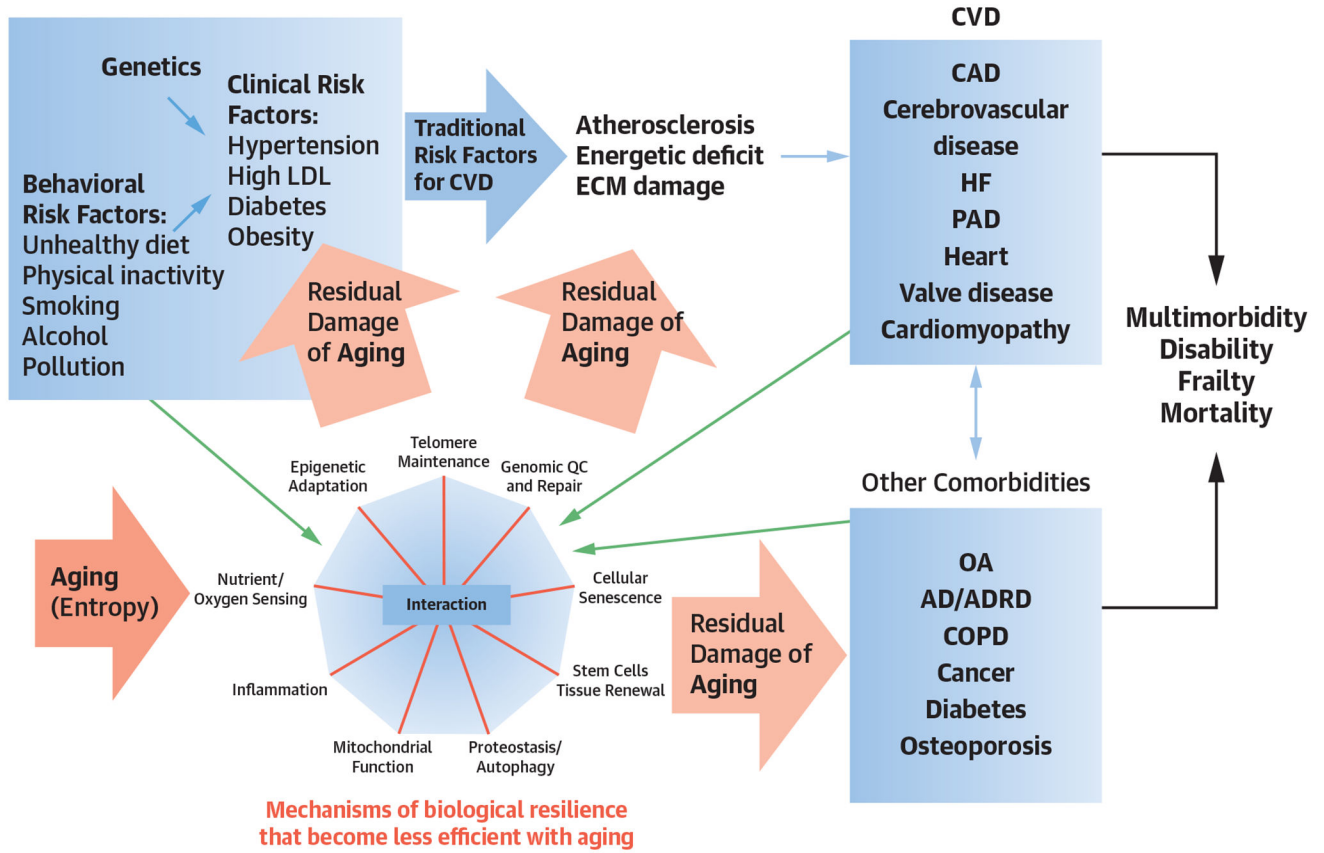 Genetics
Clinical Risk
Factors:
Hypertension
High LDL
Diabetes
Obesity
Behavioral
Risk Factors:
Unhealthy diet
Physical inactivity
Smoking
Alcohol
Pollution
Traditional
Risk Factors
for CVD
Atherosclerosis
Energetic deficit
ECM damage
CVD
CAD
Cerebrovascular
disease
HF
PAD
Heart
Valve disease
Cardiomyopathy
Residual
Damage
of Aging
Residual
Damage of
Aging
Multimorbidity
Disability
Frailty
Mortality
Aging
(Entropy)
Telomere
Maintenance
Epigenetic
Adaptation
Genomic QC
and Repair
Nutrient/
Oxygen Sensing
Interaction
Cellular
Senescence
Inflammation
Stem Cells
Tissue Renewal
Mitochondrial
Function
Proteostasis/
Autophagy
Mechanisms of biological resilience
that become less efficient with aging
Residual
Damage of
Aging
Other Comorbidities
OA
AD/ADRD
COPD
Cancer
Diabetes
Osteoporosis